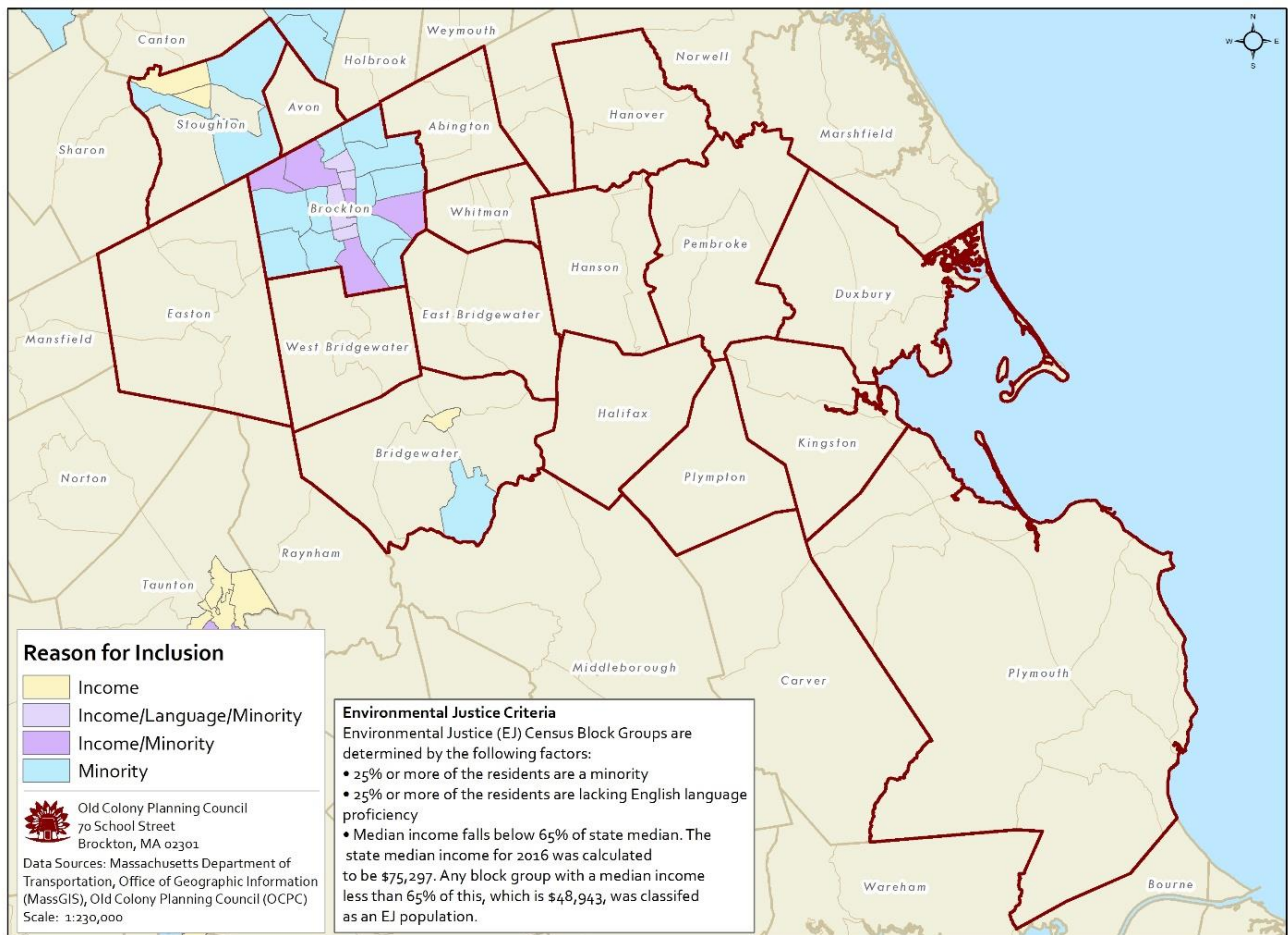 N
W E
S
Canton
Weymouth
Holbrook
Norwell
Avon
Hanover
Stoughton
Abington
Marshfield
Sharon
Brockton
Whitman
Pembroke
Hanson
Duxbury
Easton
East Bridgewater
Mansfield
West Bridgewater
Halifax
Kingston
Bridgewater
Plympton
Norton
Raynham
Taunton
Middleborough
Carver
Plymouth
Wareham
Bourne
Reason for Inclusion
Income
Income/Language/Minority
Income/Minority
Minority
Old Colony Planning Council
70 School Street
Brockton, MA 02301
Data Sources: Massachusetts Department of
Transportation, Office of Geographic Information
(MassGIS), Old Colony Planning Council (OCPC)
Scale: 1:230,000
Environmental Justice Criteria
Environmental Justice (EJ) Census Block Groups are
determined by the following factors:
• 25% or more of the residents are a minority
• 25% or more of the residents are lacking English language
proficiency
• Median income falls below 65% of state median. The
state median income for 2016 was calculated
to be $75,297. Any block group with a median income
less than 65% of this, which is $48,943, was classifed
as an EJ population.